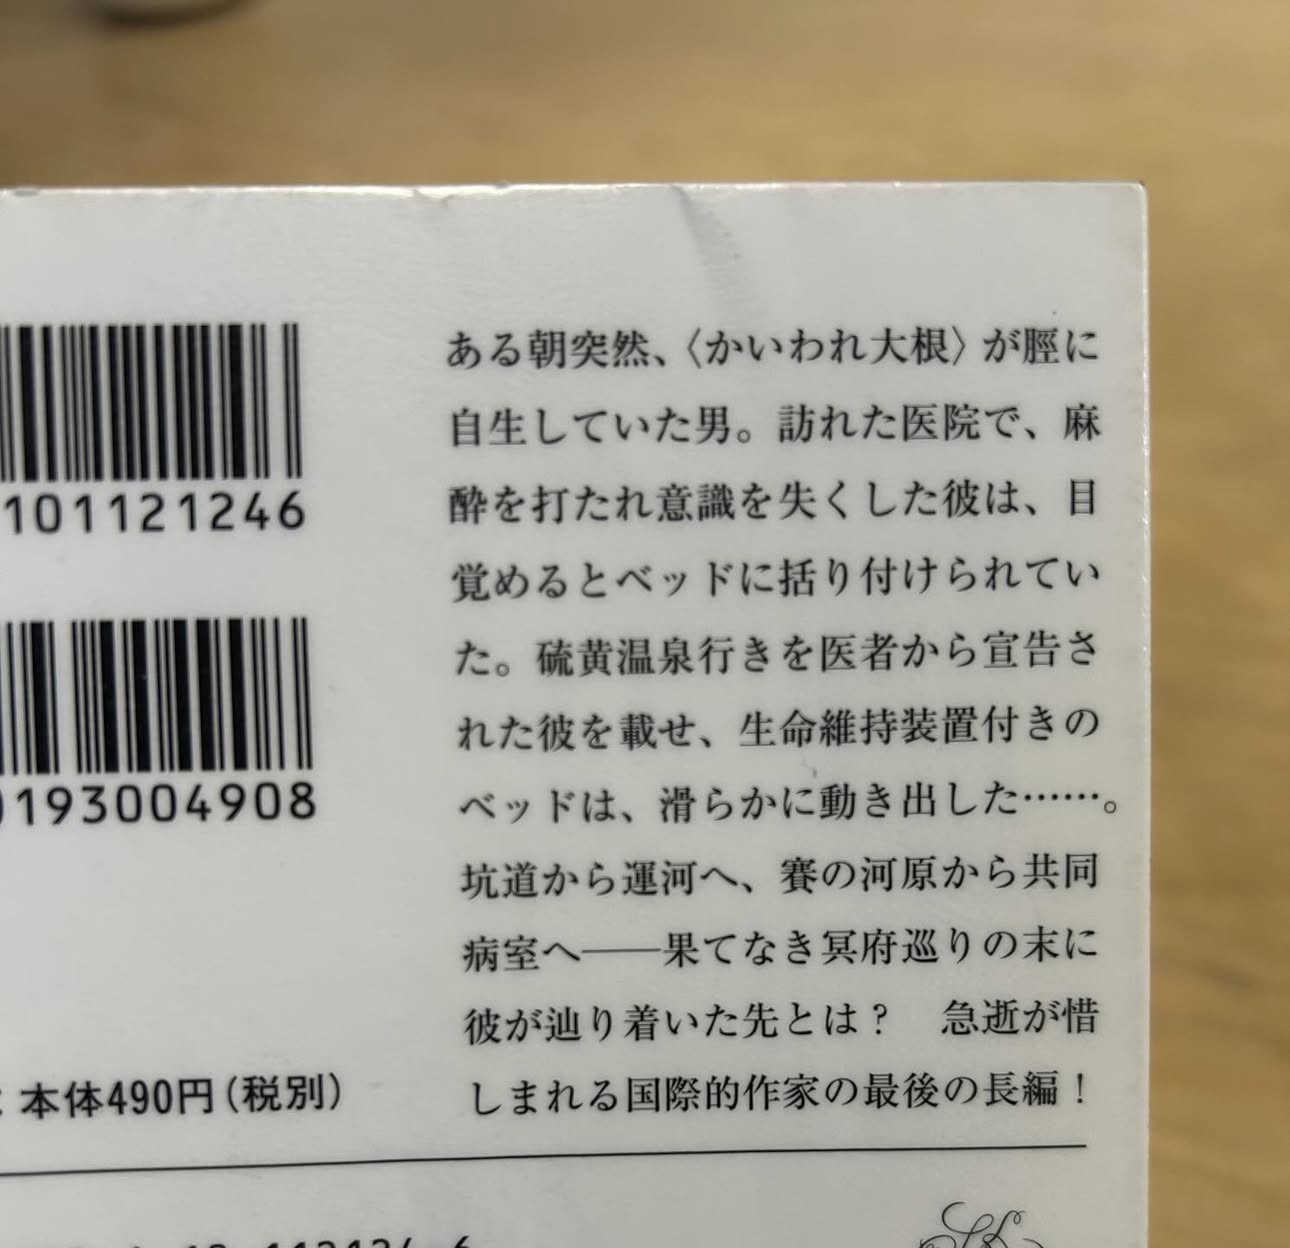 ある朝突然、〈かいわれ大根〉が脛に
自生していた男。訪れた医院で、麻
酔を打たれ意識を失くした彼は、目
覚めるとベッドに括り付けられてい
た。硫黄温泉行きを医者から宣告さ
れた彼を載せ、生命維持装置付きの
ベッドは、滑らかに動き出した……。
坑道から運河へ、賽の河原から共同
病室へ――果てなき冥府巡りの末に
彼が辿り着いた先とは？　急逝が惜
しまれる国際的作家の最後の長編！
101121246
0193004908
本体490円（税別）